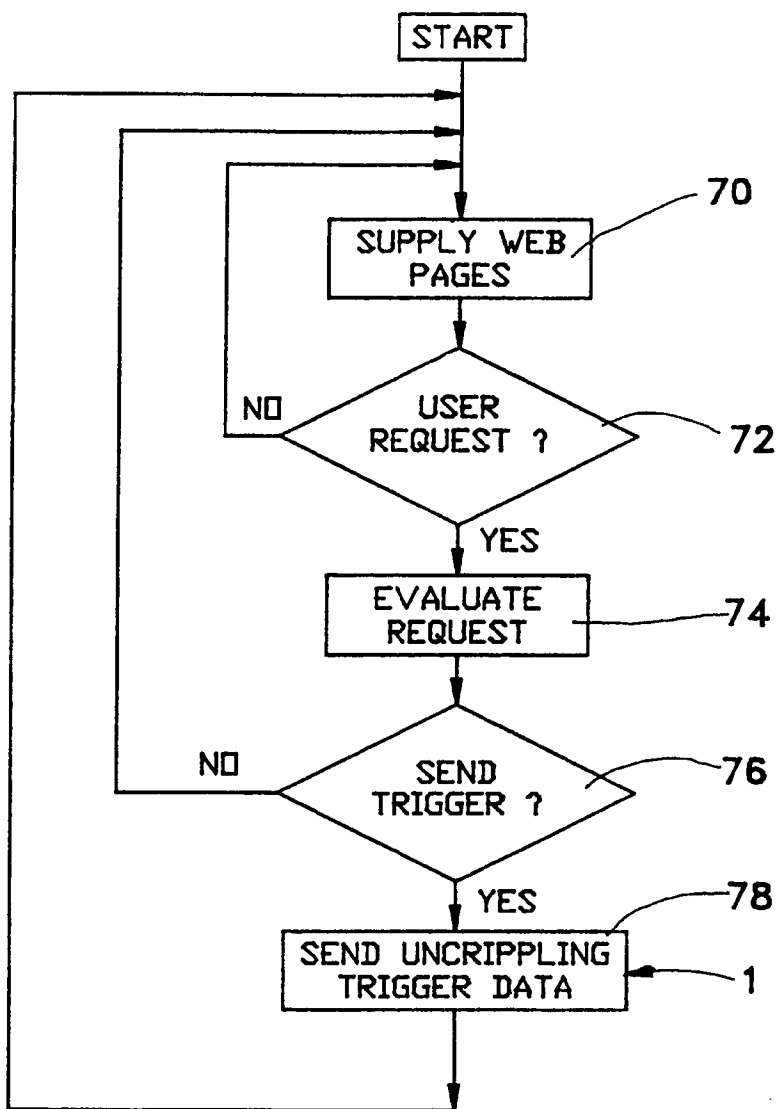 START
70
SUPPLY WEB
PAGES
NO
USER
REQUEST ?
72
YES
EVALUATE
REQUEST
74
NO
SEND
TRIGGER ?
76
YES
78
SEND UNCRIPPLING
TRIGGER DATA
1